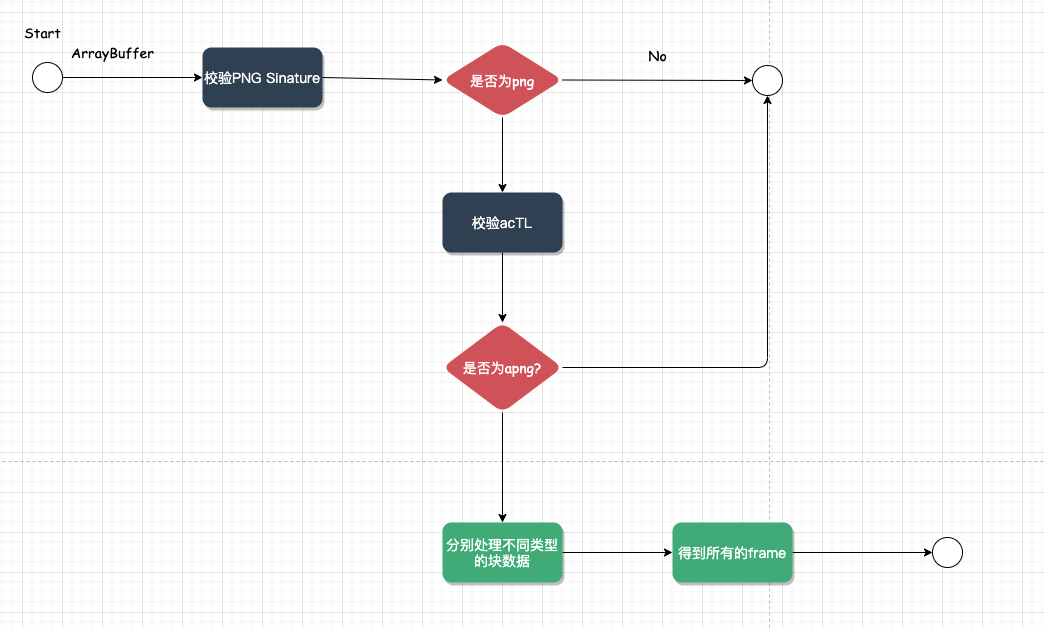 Start
ArrayBuffer
校验PNG Sinature
是否为png
No
校验acTL
是否为apng?
分别处理不同类型
的块数据
得到所有的frame